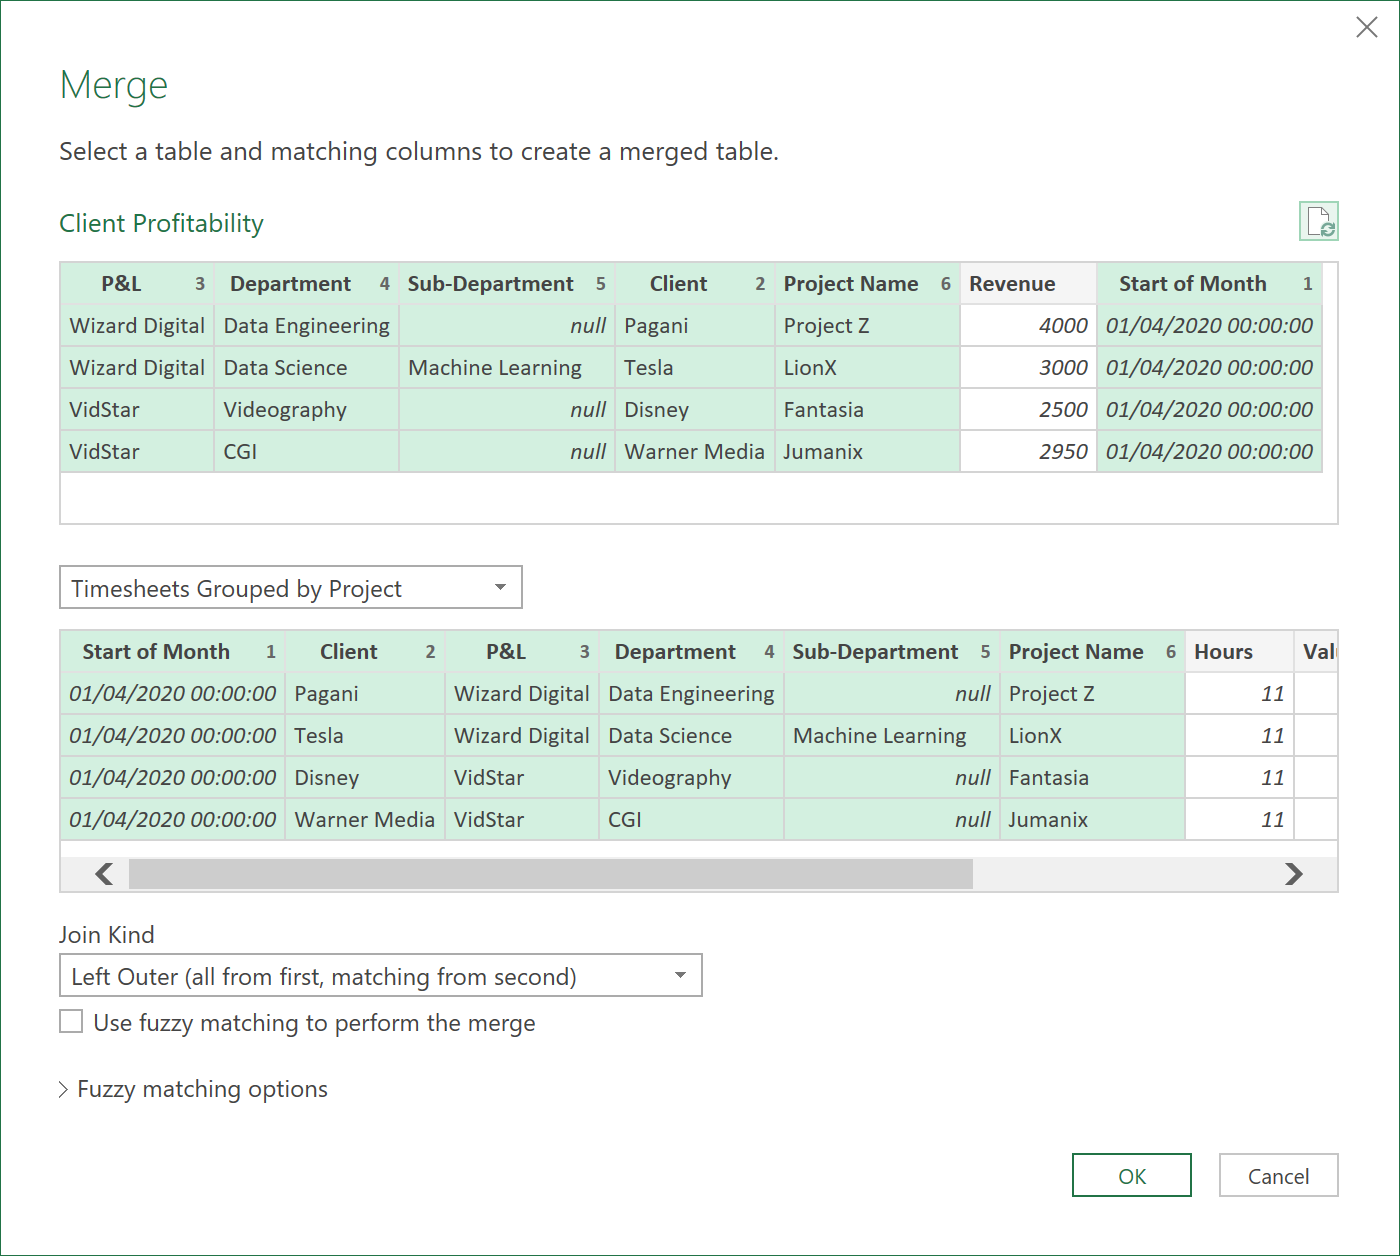 Merge
Select a table and matching columns to create a merged table.
Client Profitability
P&L 3 Department 4 Sub-Department 5 Client 2 Project Name 6 Revenue Start of Month 1
Wizard Digital Data Engineering null Pagani Project Z 4000 01/04/2020 00:00:00
Wizard Digital Data Science Machine Learning Tesla LionX 3000 01/04/2020 00:00:00
VidStar Videography null Disney Fantasia 2500 01/04/2020 00:00:00
VidStar CGI null Warner Media Jumanix 2950 01/04/2020 00:00:00
Timesheets Grouped by Project
Start of Month 1 Client 2 P&L 3 Department 4 Sub-Department 5 Project Name 6 Hours
01/04/2020 00:00:00 Pagani Wizard Digital Data Engineering null Project Z 11
01/04/2020 00:00:00 Tesla Wizard Digital Data Science Machine Learning LionX 11
01/04/2020 00:00:00 Disney VidStar Videography null Fantasia 11
01/04/2020 00:00:00 Warner Media VidStar CGI null Jumanix 11
Join Kind
Left Outer (all from first, matching from second)
Use fuzzy matching to perform the merge
Fuzzy matching options
OK Cancel